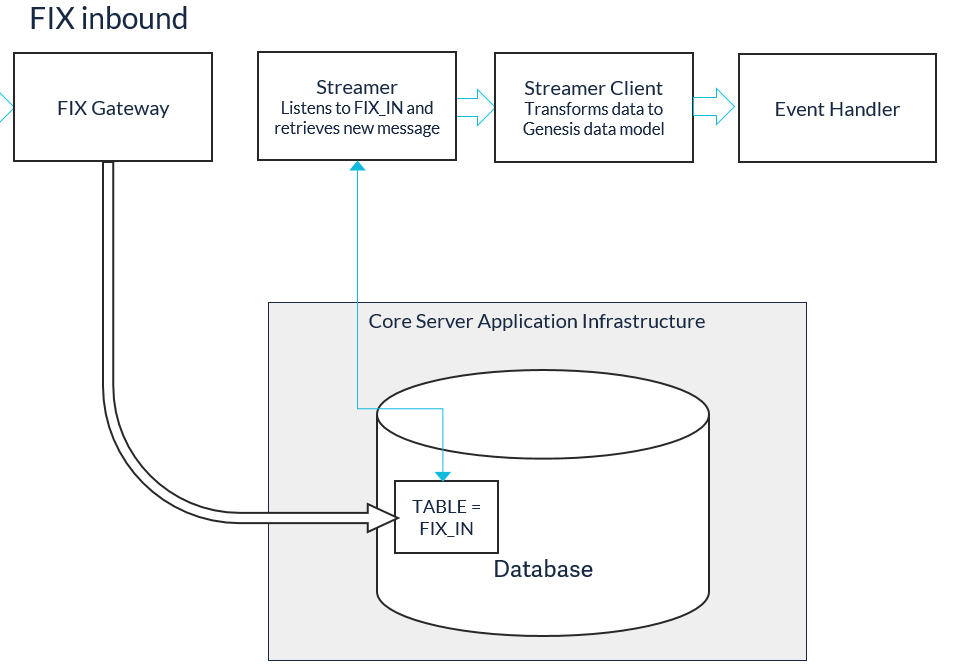 FIX inbound
FIX Gateway
Streamer
Listens to FIX_IN and
retrieves new message
Streamer Client
Transforms data to
Genesis data model
Event Handler
Core Server Application Infrastructure
TABLE =
FIX_IN
Database